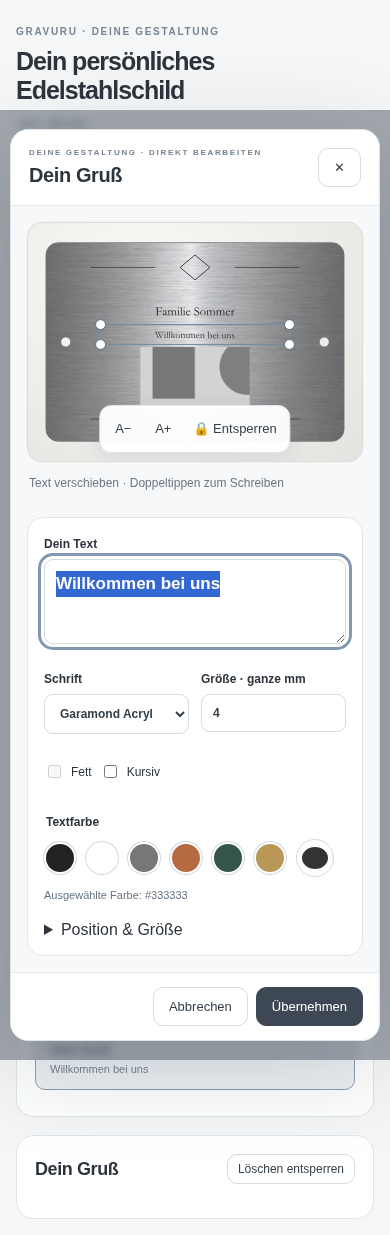 GRAVURU · DEINE GESTALTUNG
Dein persönliches
Edelstahlschild
DEINE GESTALTUNG · DIREKT BEARBEITEN
Dein Gruß
✕
Familie Sommer
Willkommen bei uns
A−
A+
🔒 Entsperren
Text verschieben · Doppeltippen zum Schreiben
Dein Text
Willkommen bei uns
Schrift
Größe · ganze mm
Garamond Acryl
4
Fett
Kursiv
Textfarbe
Ausgewählte Farbe: #333333
Position & Größe
Abbrechen
Übernehmen
Willkommen bei uns
Dein Gruß
Löschen entsperren